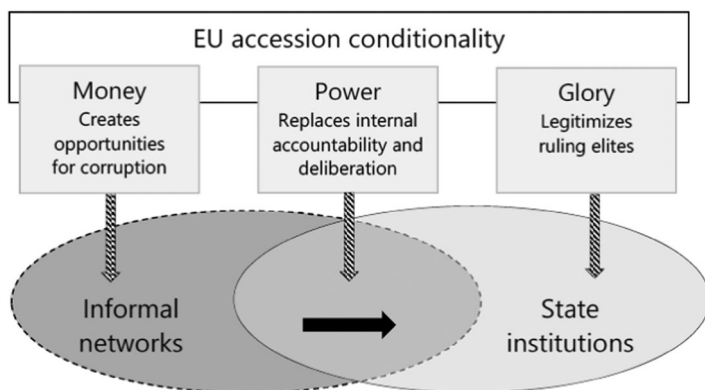 EU accession conditionality
Money
Creates
opportunities
for corruption
Power
Replaces internal
accountability and
deliberation
Glory
Legitimizes
ruling elites
Informal
networks
State
institutions